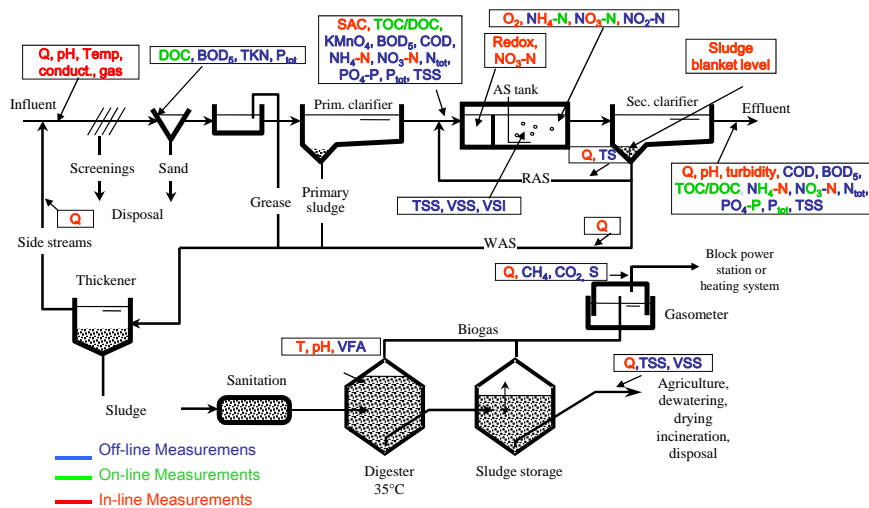 Q, pH, Temp,
conduct., gas
DOC, BOD5, TKN, Ptot
SAC, TOC/DOC,
KMnO4, BOD5, COD,
NH4-N, NO3-N, Ntot,
PO4-P, Ptot, TSS
O2, NH4-N, NO3-N, NO2-N
Redox,
NO3-N
Sludge
blanket level
Influent
Prim. clarifier
AS tank
Sec. clarifier
Effluent
Screenings
Sand
Disposal
Grease
Primary
sludge
TSS, VSS, VSI
Q, TS
RAS
Q, pH, turbidity, COD, BOD5,
TOC/DOC, NH4-N, NO3-N, Ntot,
PO4-P, Ptot, TSS
Q
Side streams
WAS
Q
Thickener
Q, CH4, CO2, S
Block power
station or
heating system
Gasometer
Biogas
T, pH, VFA
Sanitation
Sludge
Q,TSS, VSS
Agriculture,
dewatering,
drying
incineration,
disposal
Digester
35°C
Sludge storage
Off-line Measuremens
On-line Measurements
In-line Measurements